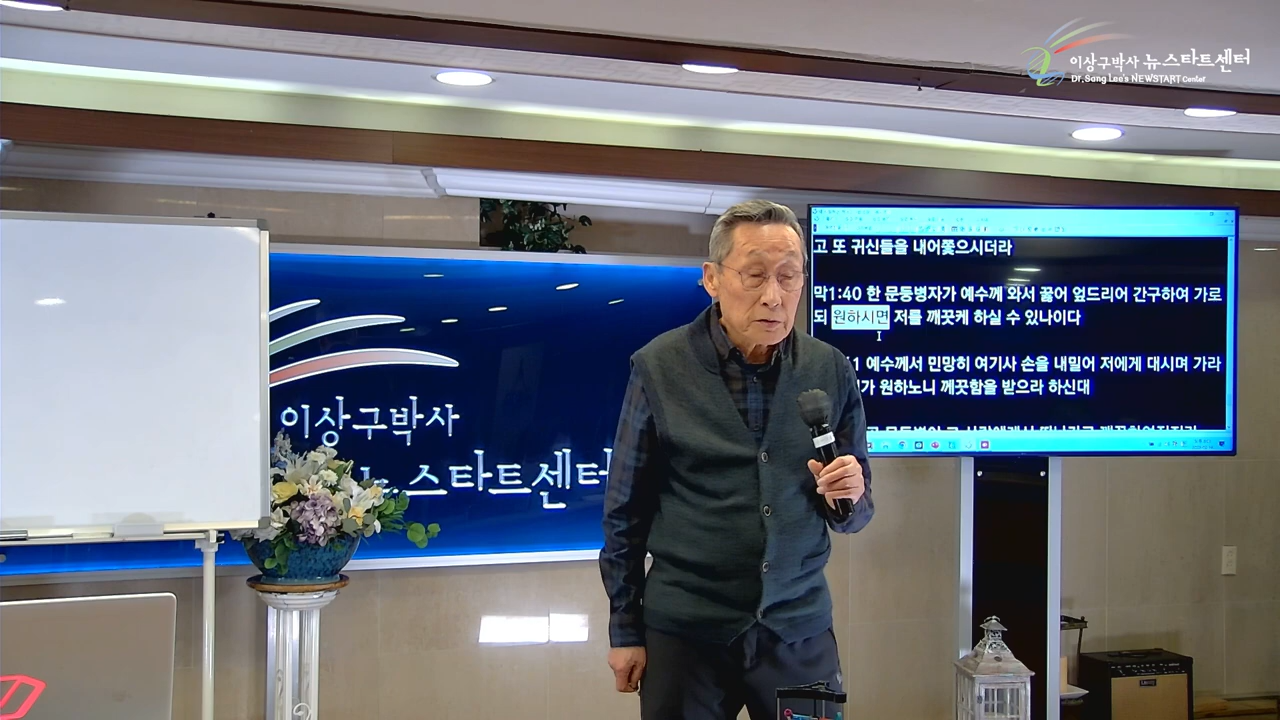 이상구박사 뉴스타트센터
Dr. Sang Lee's NEWSTART Center
고 또 귀신들을 내어쫓으시더라
막1:40 한 문둥병자가 예수께 와서 꿇어 엎드리어 간구하여 가로
되 원하시면 저를 깨끗케 하실 수 있나이다
1 예수께서 민망히 여기사 손을 내밀어 저에게 대시며 가라
가 원하노니 깨끗함을 받으라 하신대
이상구박사
뉴스타트센터